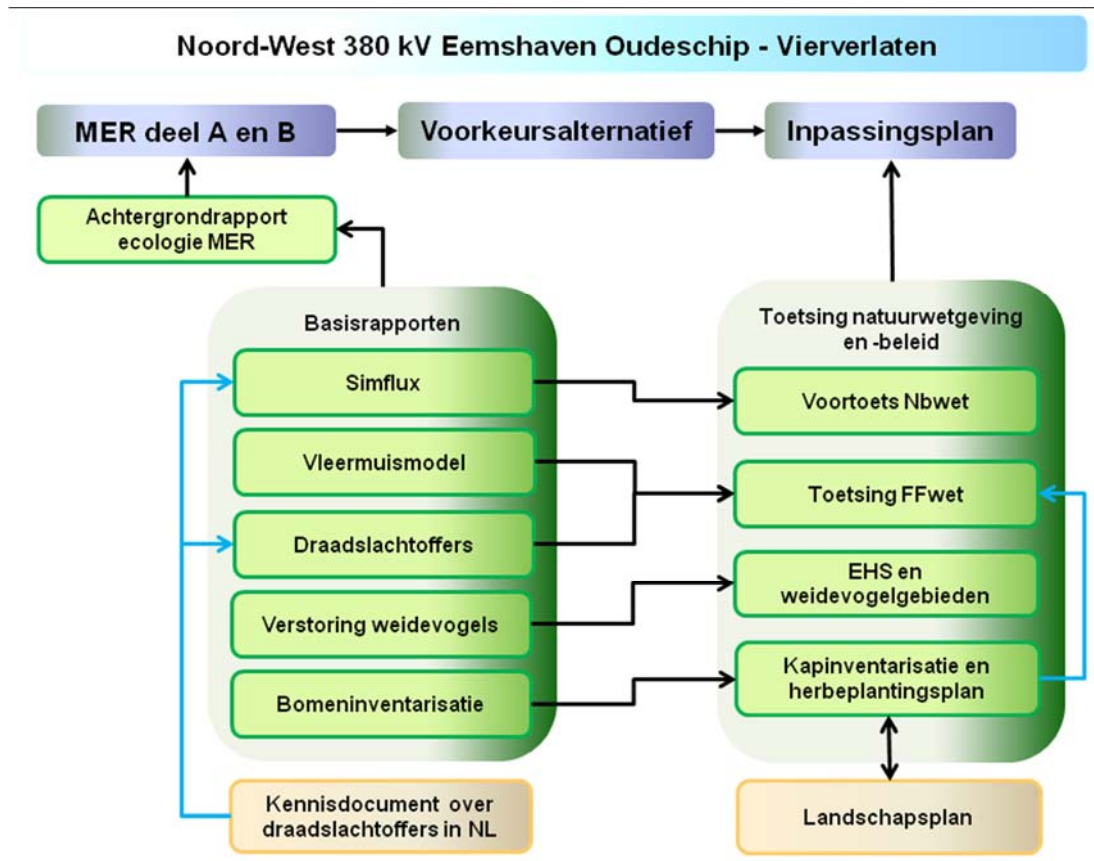 Noord-West 380 kV Eemshaven Oudeschip - Vierverlaten
MER deel A en B
Voorkeursalternatief
Inpassingsplan
Achtergrondrapport
ecologie MER
Basisrapporten
Simflux
Vleermuismodel
Draadslachtoffers
Verstoring weidevogels
Bomeninventarisatie
Kennisdocument over
draadslachtoffers in NL
Toetsing natuurwetgeving
en -beleid
Voortoets Nbwet
Toetsing FFwet
EHS en
weidevogelgebieden
Kapinventarisatie en
herbeplantingsplan
Landschapsplan